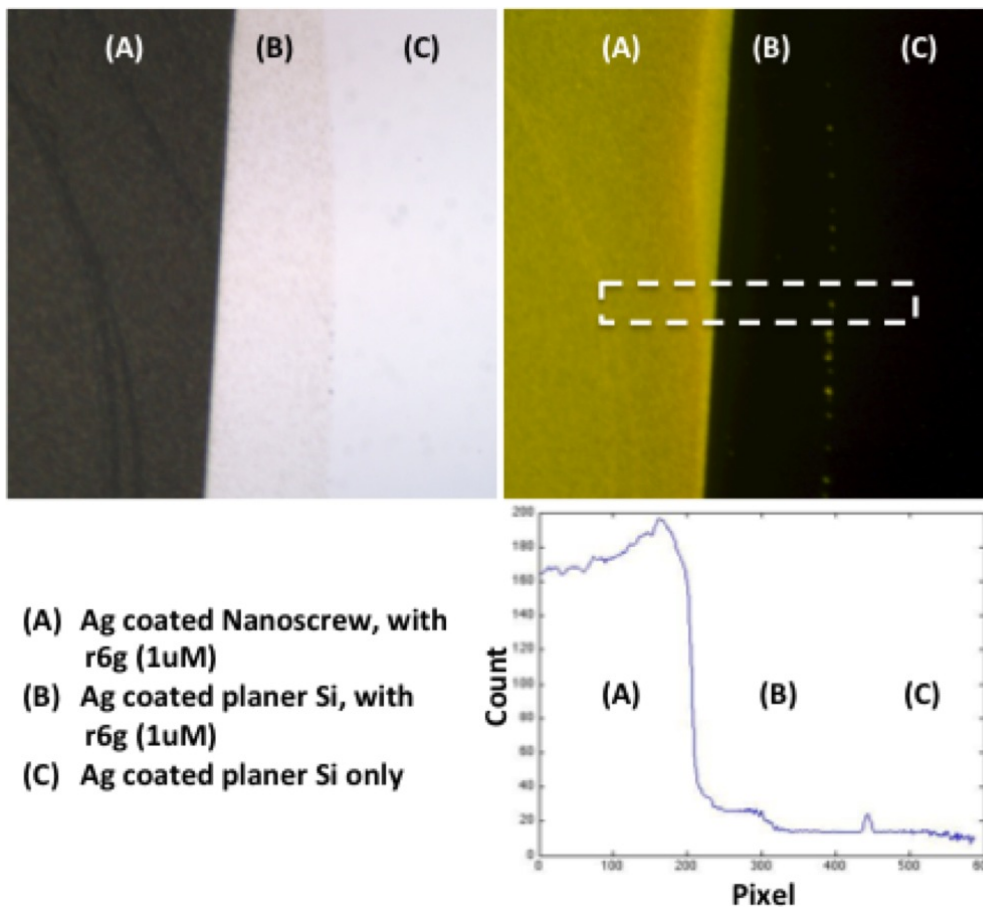 (A) (B) (C)
(A) (B) (C)
(A) Ag coated Nanoscrew, with
r6g (1uM)
(B) Ag coated planer Si, with
r6g (1uM)
(C) Ag coated planer Si only
200
180
160
140
120
100
80
60
40
20
0
Count
(A) (B) (C)
0 100 200 300 400 500 600
Pixel